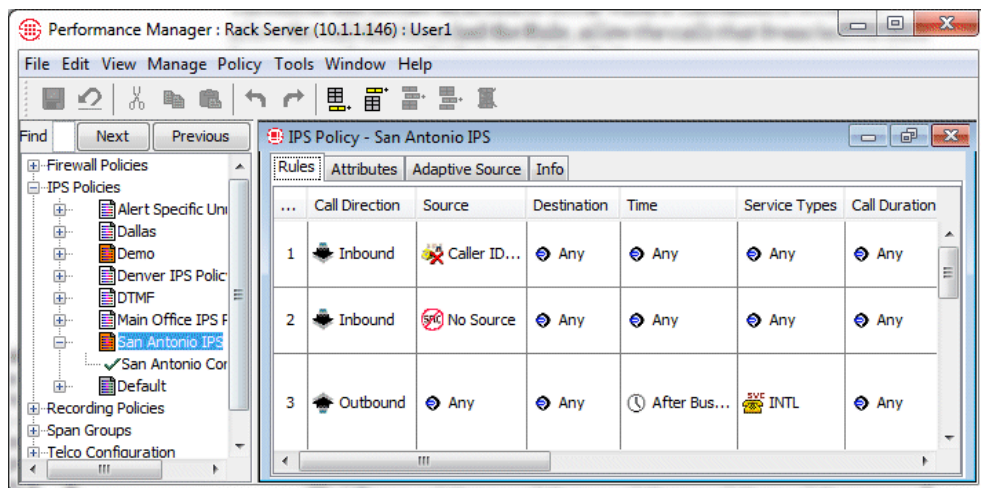 Performance Manager : Rack Server (10.1.1.146) : User1
File Edit View Manage Policy Tools Window Help
Find Next Previous
Firewall Policies
IPS Policies
Alert Specific
Dallas
Demo
Denver IPS
DTMF
Main Office IPS
San Antonio IPS
San Antonio
Default
Recording Policies
Span Groups
Telco Configuration
IPS Policy - San Antonio IPS
Rules Attributes Adaptive Source Info
... Call Direction Source Destination Time Service Types Call Duration
1 Inbound Caller ID... Any Any Any Any
2 Inbound SRC No Source Any Any Any Any
3 Outbound Any Any After Bus... SVC INTL Any